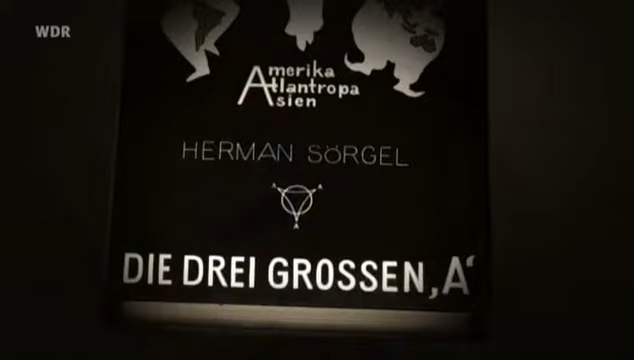 WDR
Amerika
Atlantropa
Asien
HERMAN SÖRGEL
A A
A
DIE DREI GROSSEN ‚A‘